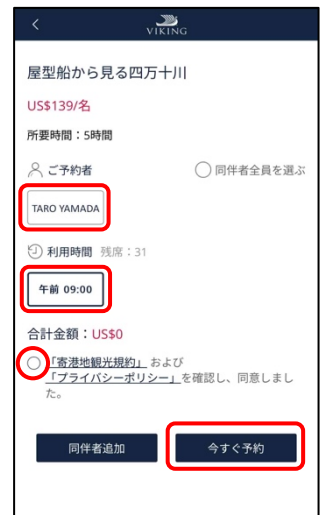 VIKING
屋型船から見る四万十川
US$139/名
所要時間：5時間
ご予約者 同伴者全員を選ぶ
TARO YAMADA
利用時間 残席：31
午前 09:00
合計金額：US$0
「寄港地観光規約」 および
「プライバシーポリシー」を確認し、同意しまし
た。
同伴者追加 今すぐ予約